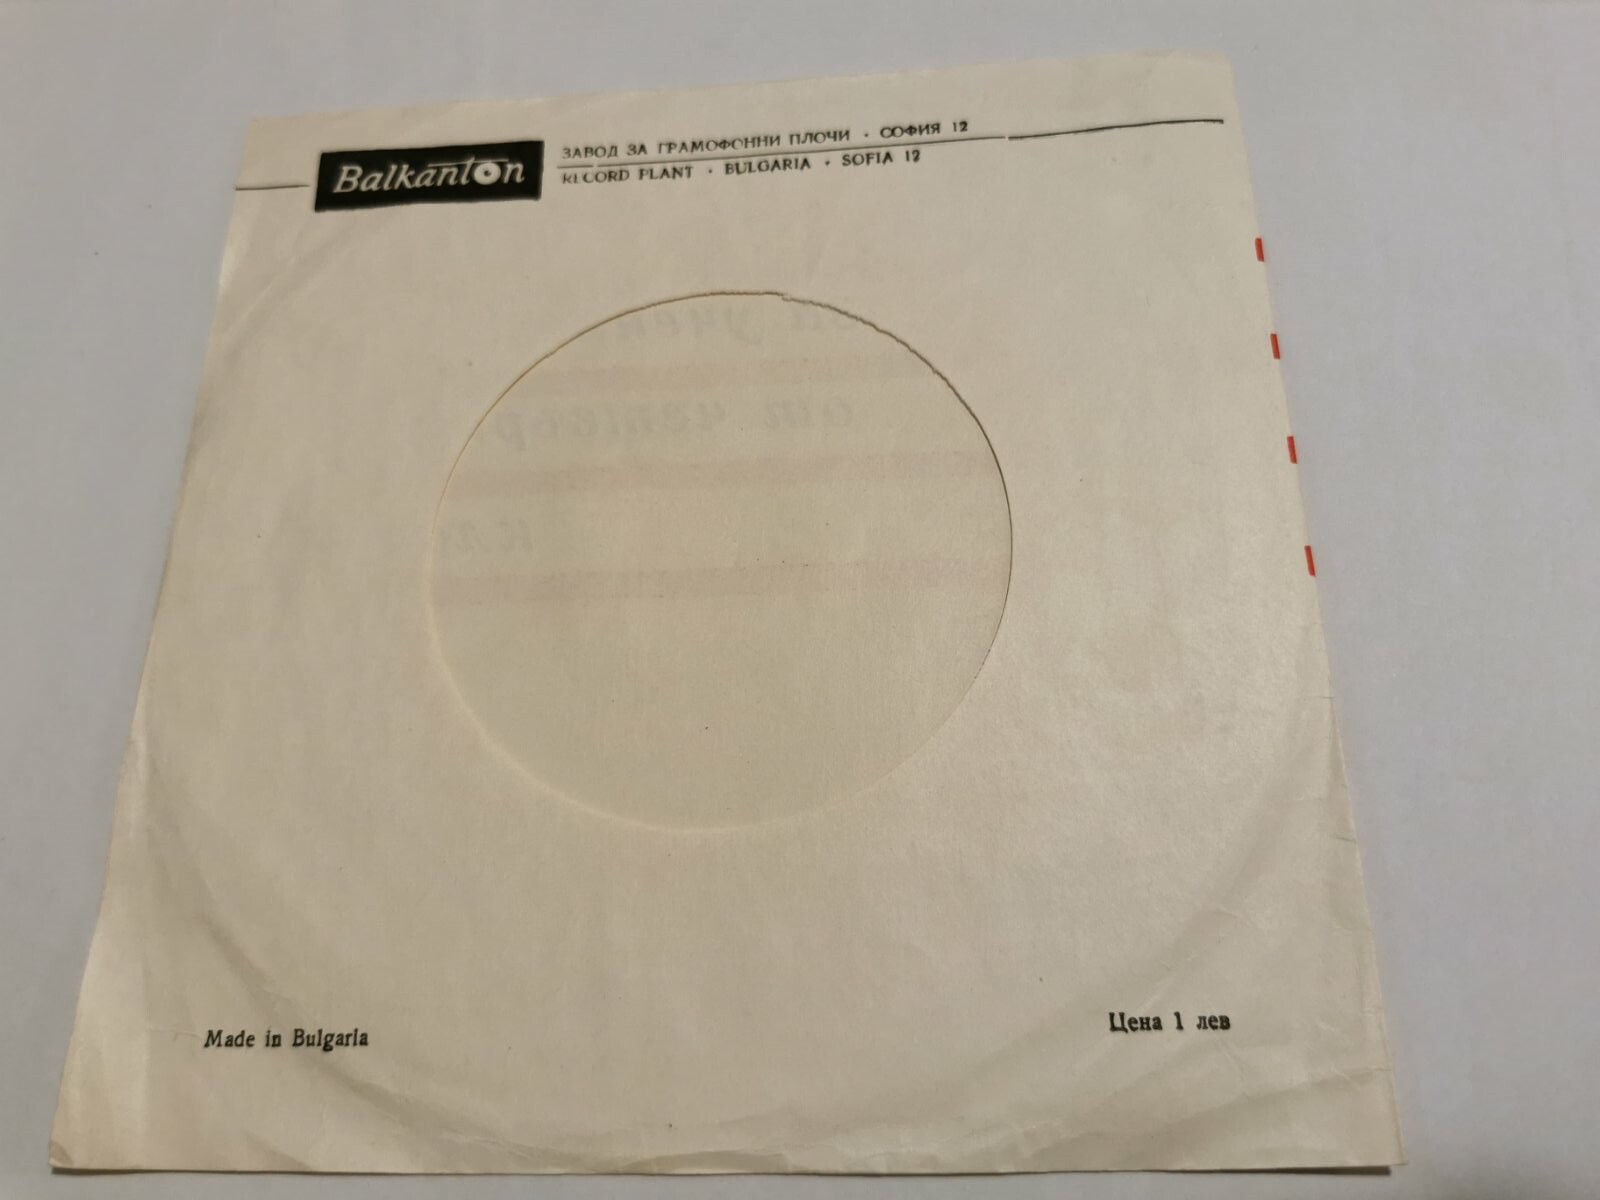 Balkanton
ЗАВОД ЗА ГРАМОФОННИ ПЛОЧИ · СОФИЯ 12
RECORD PLANT · BULGARIA · SOFIA 12
Made in Bulgaria
Цена 1 лев